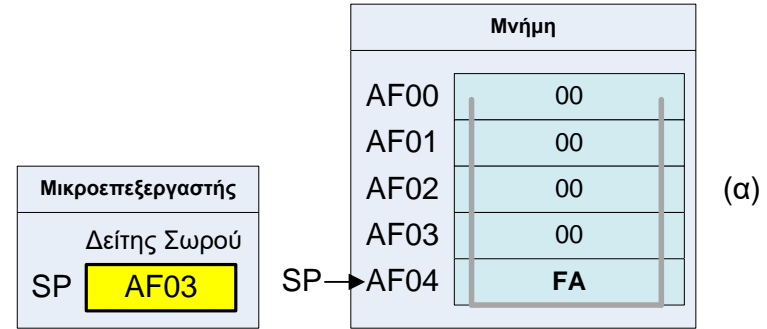 Μνήμη
AF00 00
AF01 00
AF02 00
AF03 00
SP AF04 FA
(α)
Μικροεπεξεργαστής
Δείτης Σωρού
SP AF03